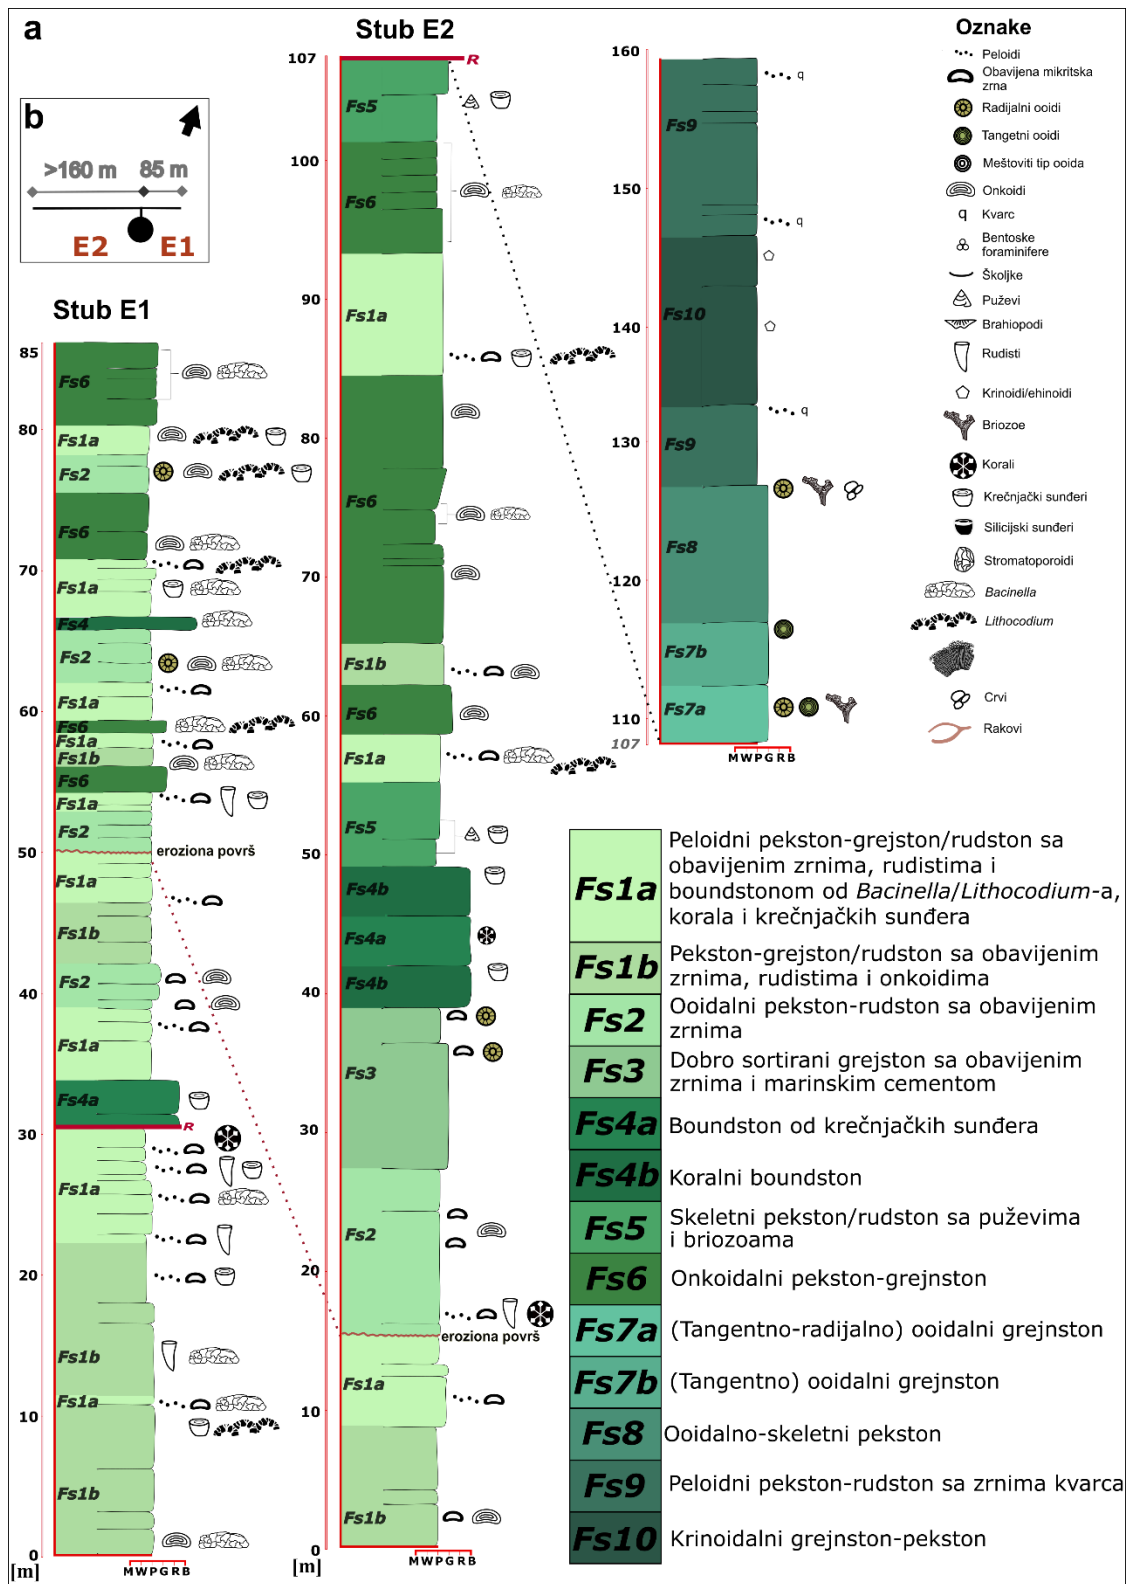 a
Stub E2
Oznake
b
>160 m
85 m
E2
E1
Stub E1
85
80
70
60
50
40
30
20
10
0
[m]
Fs6
Fs1a
Fs2
Fs6
Fs1a
Fs4
Fs2
Fs1a
Fs6
Fs1a
Fs1b
Fs6
Fs1a
Fs2
eroziona površ
Fs1a
Fs1b
Fs2
Fs1a
Fs4a
R
Fs1a
Fs1b
Fs1a
Fs1b
MWPGRB
107
100
90
80
70
60
50
40
30
20
10
0
[m]
R
Fs5
Fs6
Fs1a
Fs6
Fs1b
Fs6
Fs1a
Fs5
Fs4b
Fs4a
Fs4b
Fs3
Fs2
eroziona površ
Fs1a
Fs1b
MWPGRB
160
150
140
130
120
110
107
Fs9
q
q
Fs10
Fs9
q
Fs8
Fs7b
Fs7a
MWPGRB
Peloidi
Obavijena mikritska
zrna
Radijalni ooidi
Tangetni ooidi
Meštoviti tip ooida
Onkoidi
q Kvarc
Bentoske
foraminifere
Školjke
Puževi
Brahiopodi
Rudisti
Krinoidi/ehinoidi
Briozoe
Korali
Krečnjački sunđeri
Silicijski sunđeri
Stromatoporoidi
Bacinella
Lithocodium
Crvi
Rakovi
Fs1a
Peloidni pekston-grejston/rudston sa
obavijenim zrnima, rudistima i
boundstonom od Bacinella/Lithocodium-a,
korala i krečnjačkih sunđera
Fs1b
Pekston-grejston/rudston sa obavijenim
zrnima, rudistima i onkoidima
Fs2
Ooidalni pekston-rudston sa obavijenim
zrnima
Fs3
Dobro sortirani grejston sa obavijenim
zrnima i marinskim cementom
Fs4a
Boundston od krečnjačkih sunđera
Fs4b
Koralni boundston
Fs5
Skeletni pekston/rudston sa puževima
i briozoama
Fs6
Onkoidalni pekston-grejnston
Fs7a
(Tangentno-radijalno) ooidalni grejnston
Fs7b
(Tangentno) ooidalni grejnston
Fs8
Ooidalno-skeletni pekston
Fs9
Peloidni pekston-rudston sa zrnima kvarca
Fs10
Krinoidalni grejnston-pekston